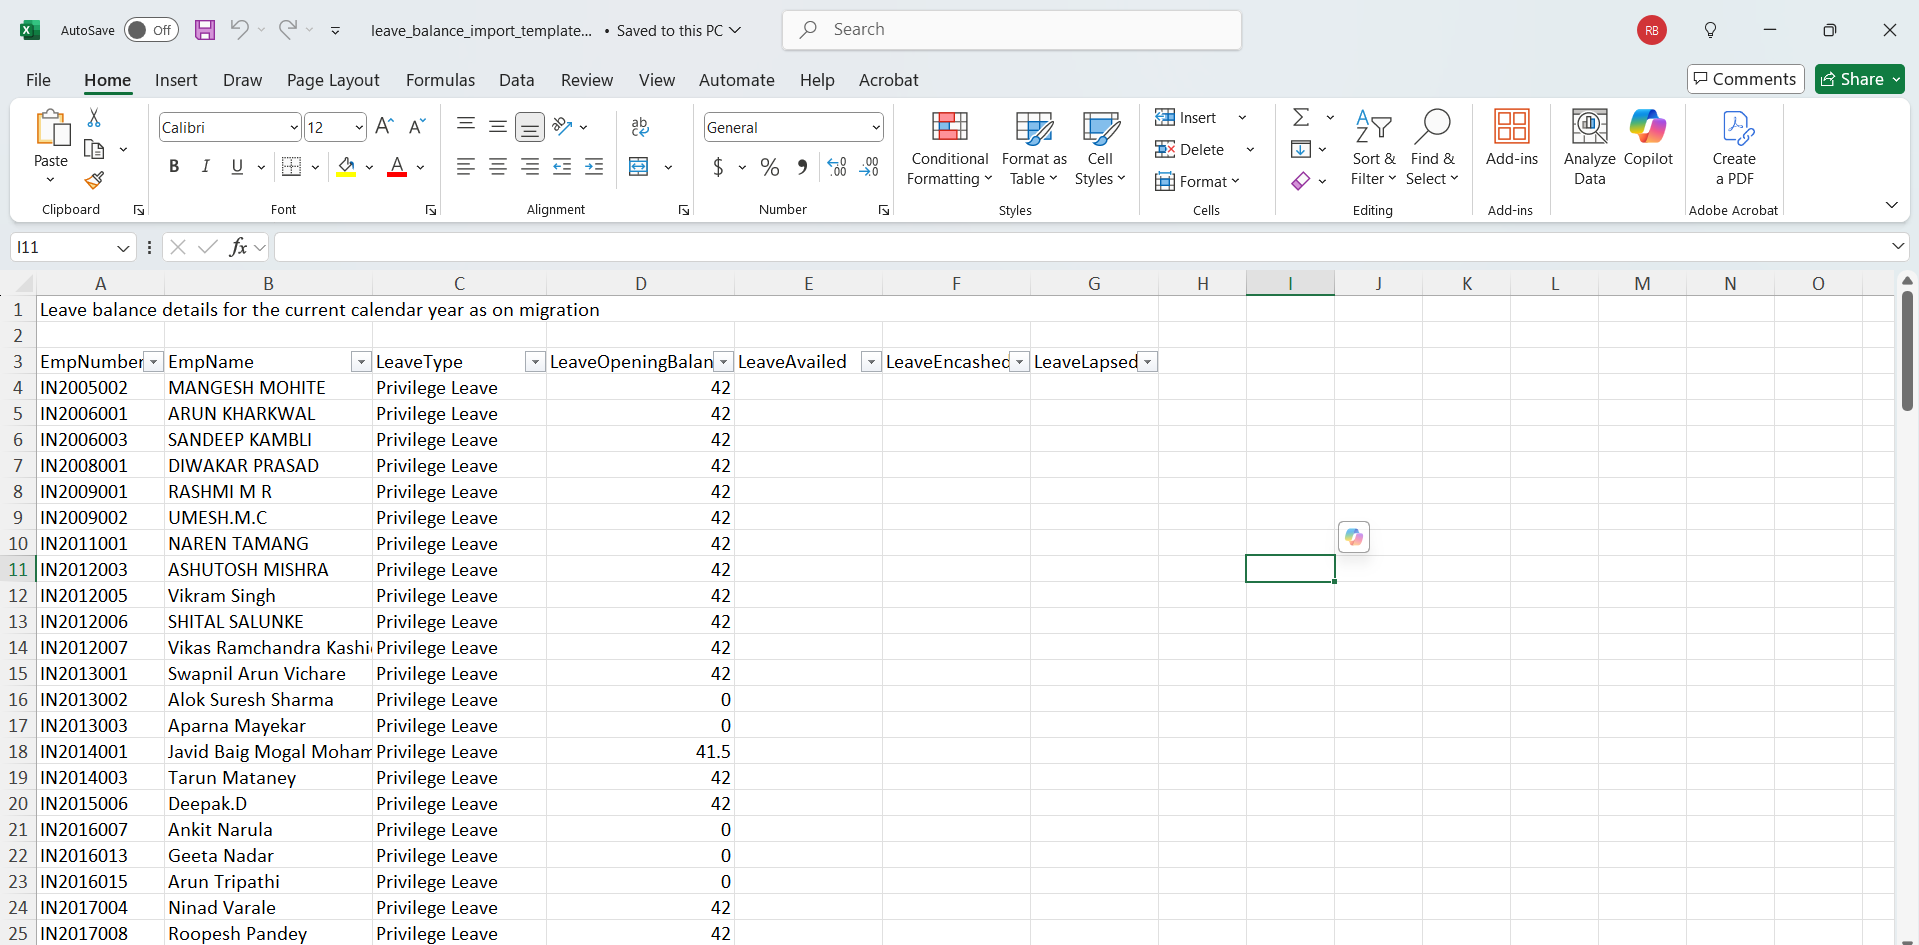 AutoSave Off leave_balance_import_template... • Saved to this PC Search RB
File Home Insert Draw Page Layout Formulas Data Review View Automate Help Acrobat Comments Share
Paste
Clipboard
Calibri 12
B I U A
Font
Alignment
General
$ % ,
Number
Conditional Formatting
Format as Table
Cell Styles
Styles
Insert
Delete
Format
Cells
Sort & Filter
Find & Select
Editing
Add-ins
Add-ins
Analyze Data
Copilot
Create a PDF
Adobe Acrobat
I11 fx
A B C D E F G H I J K L M N O
1 Leave balance details for the current calendar year as on migration
2
3 EmpNumber EmpName LeaveType LeaveOpeningBalan LeaveAvailed LeaveEncashed LeaveLapsed
4 IN2005002 MANGESH MOHITE Privilege Leave 42
5 IN2006001 ARUN KHARKWAL Privilege Leave 42
6 IN2006003 SANDEEP KAMBLI Privilege Leave 42
7 IN2008001 DIWAKAR PRASAD Privilege Leave 42
8 IN2009001 RASHMI M R Privilege Leave 42
9 IN2009002 UMESH.M.C Privilege Leave 42
10 IN2011001 NAREN TAMANG Privilege Leave 42
11 IN2012003 ASHUTOSH MISHRA Privilege Leave 42
12 IN2012005 Vikram Singh Privilege Leave 42
13 IN2012006 SHITAL SALUNKE Privilege Leave 42
14 IN2012007 Vikas Ramchandra Kashi Privilege Leave 42
15 IN2013001 Swapnil Arun Vichare Privilege Leave 42
16 IN2013002 Alok Suresh Sharma Privilege Leave 0
17 IN2013003 Aparna Mayekar Privilege Leave 0
18 IN2014001 Javid Baig Mogal Moham Privilege Leave 41.5
19 IN2014003 Tarun Mataney Privilege Leave 42
20 IN2015006 Deepak.D Privilege Leave 42
21 IN2016007 Ankit Narula Privilege Leave 0
22 IN2016013 Geeta Nadar Privilege Leave 0
23 IN2016015 Arun Tripathi Privilege Leave 0
24 IN2017004 Ninad Varale Privilege Leave 42
25 IN2017008 Roopesh Pandey Privilege Leave 42